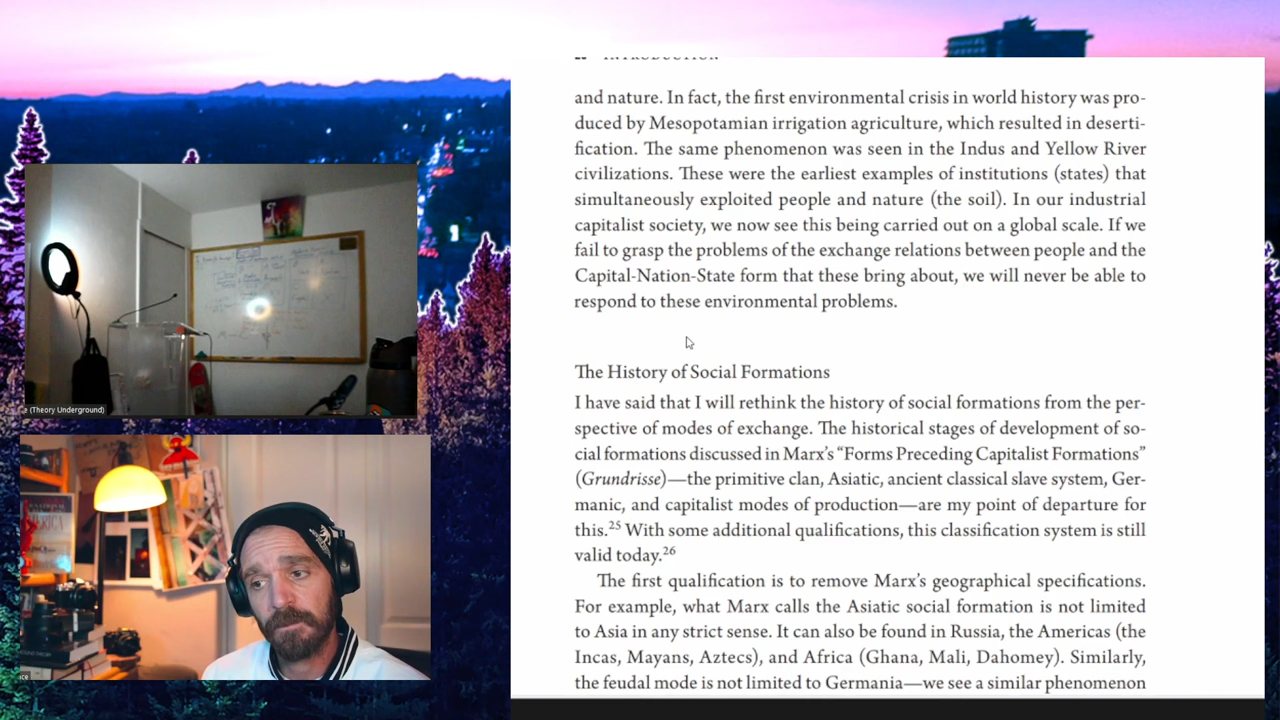 and nature. In fact, the first environmental crisis in world history was pro-
duced by Mesopotamian irrigation agriculture, which resulted in deserti-
fication. The same phenomenon was seen in the Indus and Yellow River
civilizations. These were the earliest examples of institutions (states) that
simultaneously exploited people and nature (the soil). In our industrial
capitalist society, we now see this being carried out on a global scale. If we
fail to grasp the problems of the exchange relations between people and the
Capital-Nation-State form that these bring about, we will never be able to
respond to these environmental problems.
The History of Social Formations
I have said that I will rethink the history of social formations from the per-
spective of modes of exchange. The historical stages of development of so-
cial formations discussed in Marx’s “Forms Preceding Capitalist Formations”
(Grundrisse)—the primitive clan, Asiatic, ancient classical slave system, Ger-
manic, and capitalist modes of production—are my point of departure for
this.25 With some additional qualifications, this classification system is still
valid today.26
The first qualification is to remove Marx’s geographical specifications.
For example, what Marx calls the Asiatic social formation is not limited
to Asia in any strict sense. It can also be found in Russia, the Americas (the
Incas, Mayans, Aztecs), and Africa (Ghana, Mali, Dahomey). Similarly,
the feudal mode is not limited to Germania—we see a similar phenomenon
(Theory Underground)